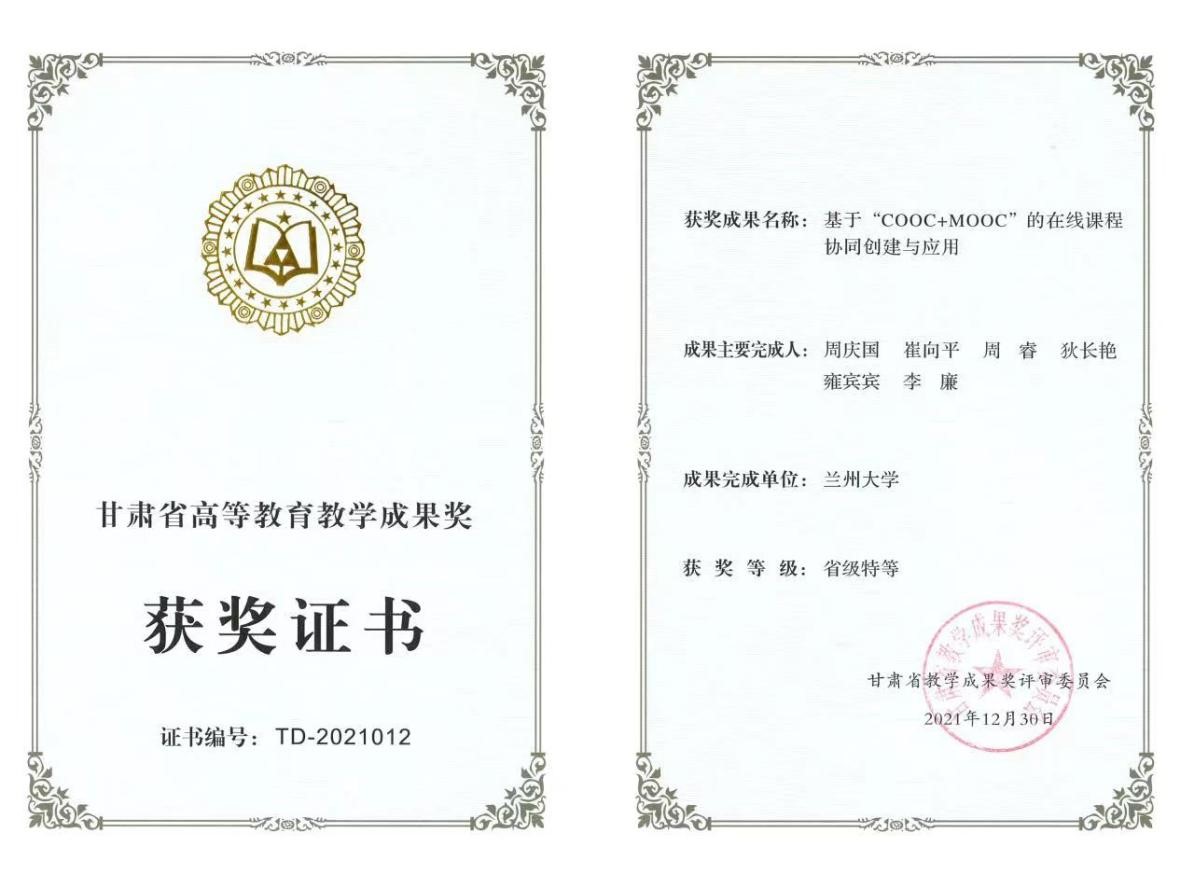 甘肃省高等教育教学成果奖
获奖证书
证书编号：TD-2021012
获奖成果名称：基于“COOC+MOOC”的在线课程
协同创建与应用
成果主要完成人：周庆国 崔向平 周 睿 狄长艳
雍宾宾 李 廉
成果完成单位：兰州大学
获奖等级：省级特等
甘肃省教学成果奖评审委员会
甘肃省教学成果奖评审委员会
2021年12月30日